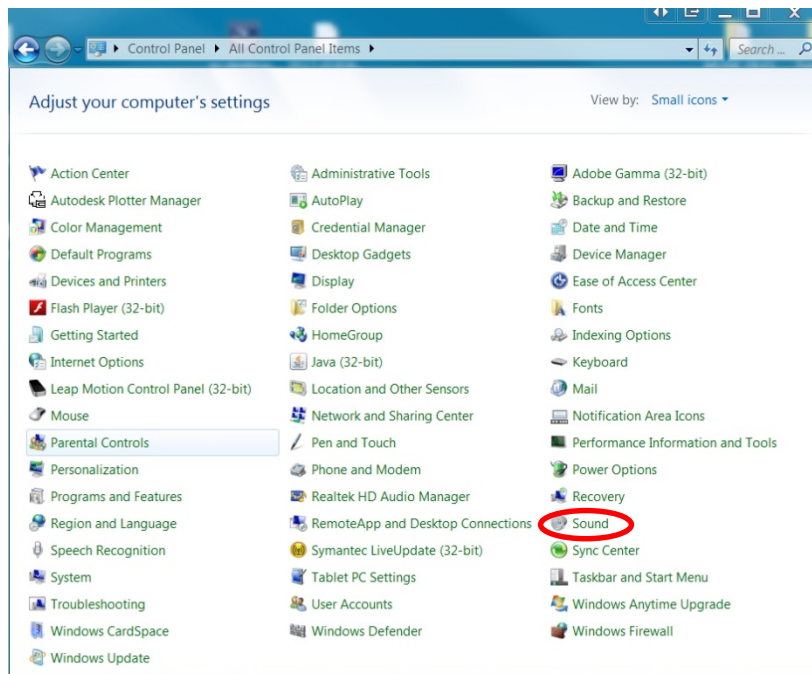 Control Panel All Control Panel Items Search ...
Adjust your computer's settings View by: Small icons
Action Center Administrative Tools Adobe Gamma (32-bit)
Autodesk Plotter Manager AutoPlay Backup and Restore
Color Management Credential Manager Date and Time
Default Programs Desktop Gadgets Device Manager
Devices and Printers Display Ease of Access Center
Flash Player (32-bit) Folder Options Fonts
Getting Started HomeGroup Indexing Options
Internet Options Java (32-bit) Keyboard
Leap Motion Control Panel (32-bit) Location and Other Sensors Mail
Mouse Network and Sharing Center Notification Area Icons
Parental Controls Pen and Touch Performance Information and Tools
Personalization Phone and Modem Power Options
Programs and Features Realtek HD Audio Manager Recovery
Region and Language RemoteApp and Desktop Connections Sound
Speech Recognition Symantec LiveUpdate (32-bit) Sync Center
System Tablet PC Settings Taskbar and Start Menu
Troubleshooting User Accounts Windows Anytime Upgrade
Windows CardSpace Windows Defender Windows Firewall
Windows Update